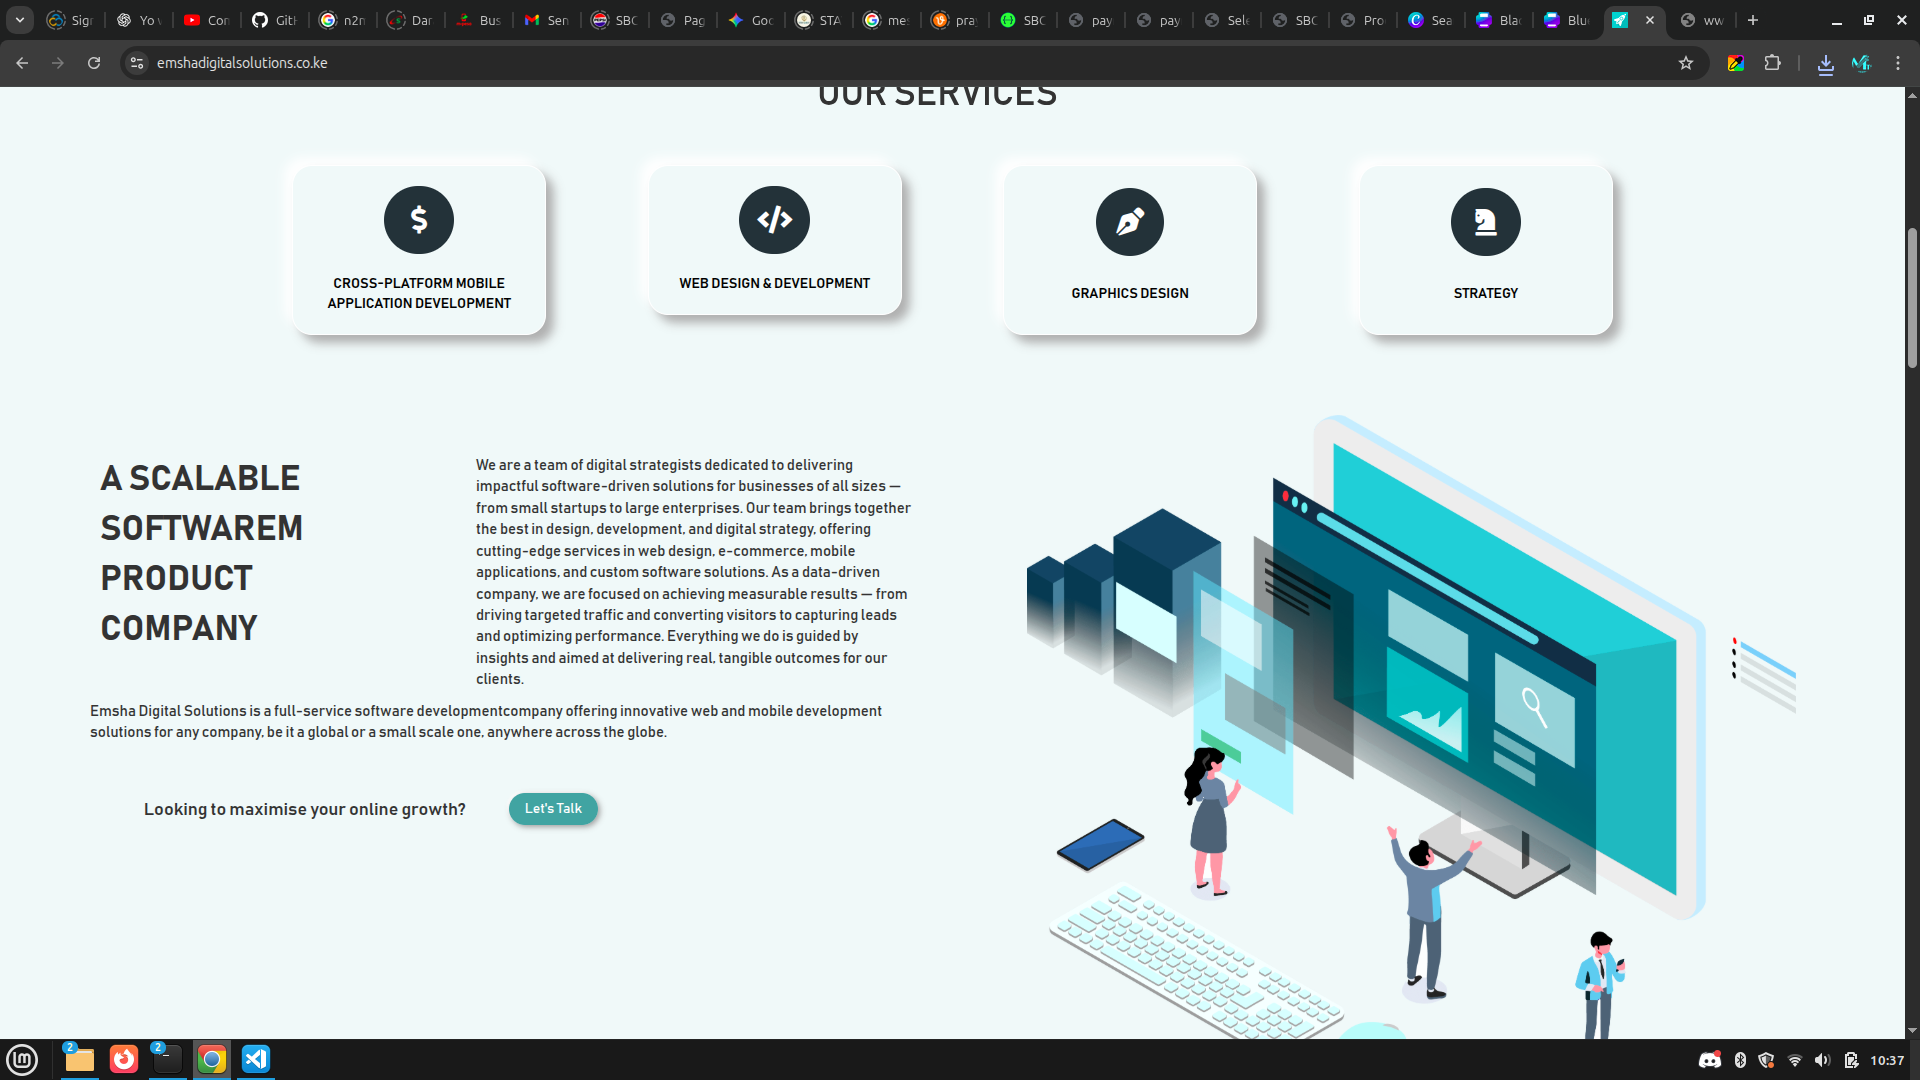 Sign
Yo
Con
Git
n2n
Dar
Bus
Sen
SBC
Pag
Goo
STA
mes
pra
SBC
pay
pay
Sele
SBC
Pro
Sea
Bla
Blu
ww
emshadigitalsolutions.co.ke
OUR SERVICES
CROSS-PLATFORM MOBILE
APPLICATION DEVELOPMENT
WEB DESIGN & DEVELOPMENT
GRAPHICS DESIGN
STRATEGY
A SCALABLE
SOFTWAREM
PRODUCT
COMPANY
We are a team of digital strategists dedicated to delivering
impactful software-driven solutions for businesses of all sizes —
from small startups to large enterprises. Our team brings together
the best in design, development, and digital strategy, offering
cutting-edge services in web design, e-commerce, mobile
applications, and custom software solutions. As a data-driven
company, we are focused on achieving measurable results — from
driving targeted traffic and converting visitors to capturing leads
and optimizing performance. Everything we do is guided by
insights and aimed at delivering real, tangible outcomes for our
clients.
Emsha Digital Solutions is a full-service software developmentcompany offering innovative web and mobile development
solutions for any company, be it a global or a small scale one, anywhere across the globe.
Looking to maximise your online growth?
Let's Talk
2
2
10:37